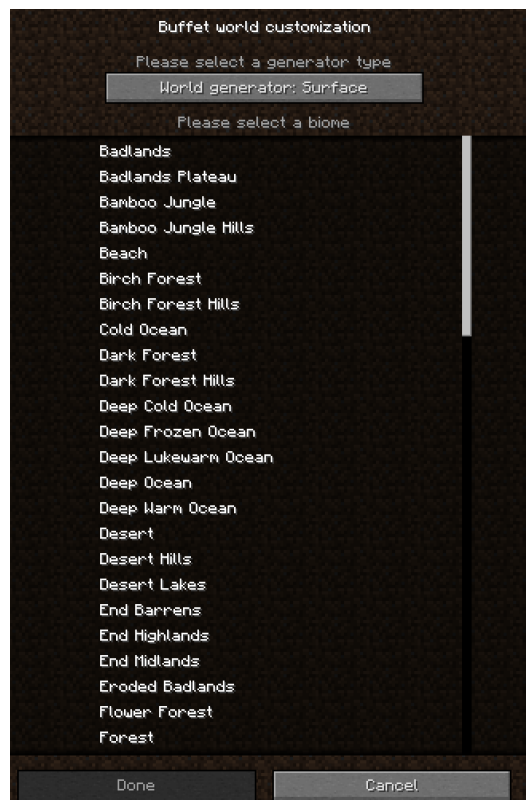 Buffet world customization
Please select a generator type
World generator: Surface
Please select a biome
Badlands
Badlands Plateau
Bamboo Jungle
Bamboo Jungle Hills
Beach
Birch Forest
Birch Forest Hills
Cold Ocean
Dark Forest
Dark Forest Hills
Deep Cold Ocean
Deep Frozen Ocean
Deep Lukewarm Ocean
Deep Ocean
Deep Warm Ocean
Desert
Desert Hills
Desert Lakes
End Barrens
End Highlands
End Midlands
Eroded Badlands
Flower Forest
Forest
Done Cancel